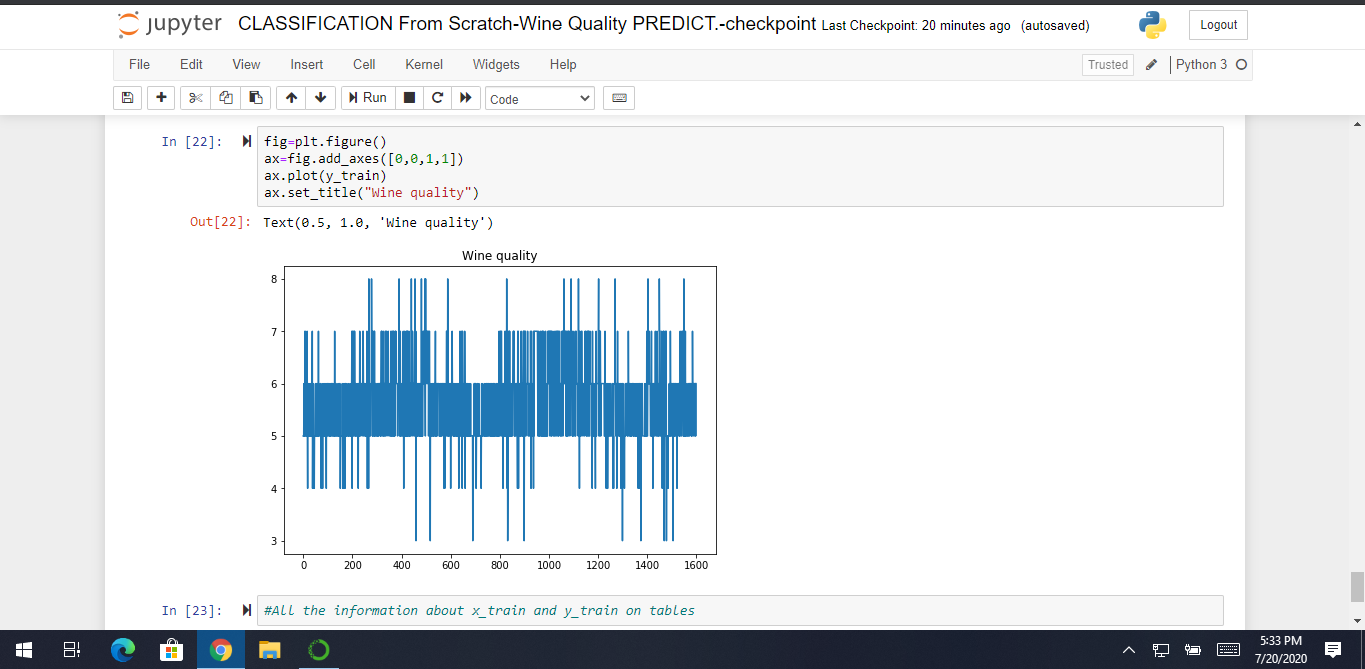 jupyter CLASSIFICATION From Scratch-Wine Quality PREDICT.-checkpoint Last Checkpoint: 20 minutes ago (autosaved) Logout
File Edit View Insert Cell Kernel Widgets Help Trusted Python 3
Run Code
In [22]: fig=plt.figure()
ax=fig.add_axes([0,0,1,1])
ax.plot(y_train)
ax.set_title("Wine quality")
Out[22]: Text(0.5, 1.0, 'Wine quality')
Wine quality
8
7
6
5
4
3
0 200 400 600 800 1000 1200 1400 1600
In [23]: #All the information about x_train and y_train on tables
5:33 PM
7/20/2020